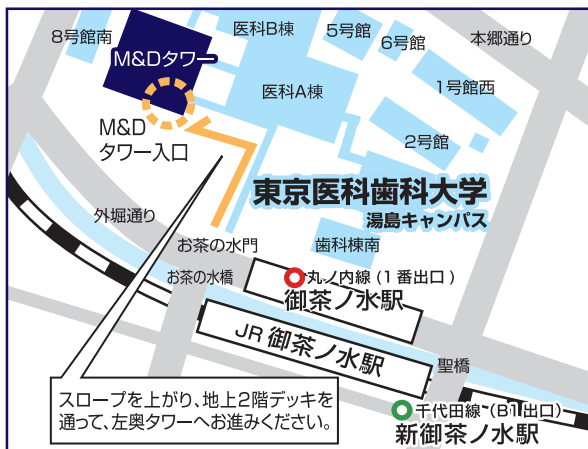 8号館南
M&Dタワー
医科B棟
5号館
6号館
本郷通り
1号館西
医科A棟
2号館
M&D
タワー入口
東京医科歯科大学
湯島キャンパス
外堀通り
お茶の水門
歯科棟南
お茶の水橋
丸ノ内線(1番出口)
御茶ノ水駅
JR 御茶ノ水駅
聖橋
スロープを上がり、地上2階デッキを
通って、左奥タワーへお進みください。
千代田線(B1出口)
新御茶ノ水駅